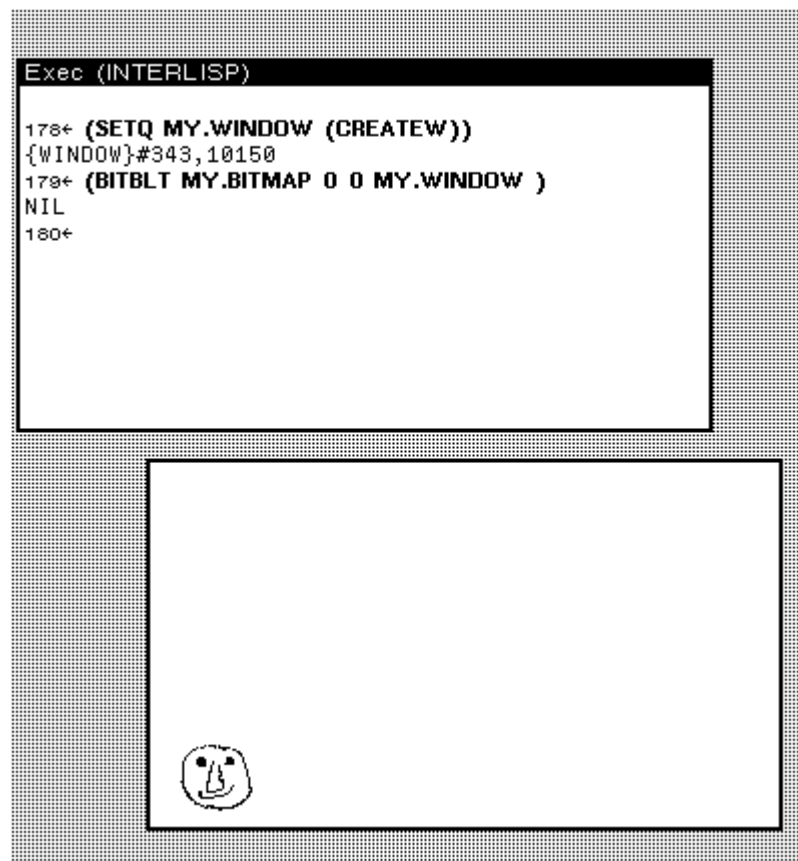 Exec (INTERLISP)
178← (SETQ MY.WINDOW (CREATEW))
{WINDOW}#343,10150
179← (BITBLT MY.BITMAP 0 0 MY.WINDOW )
NIL
180←